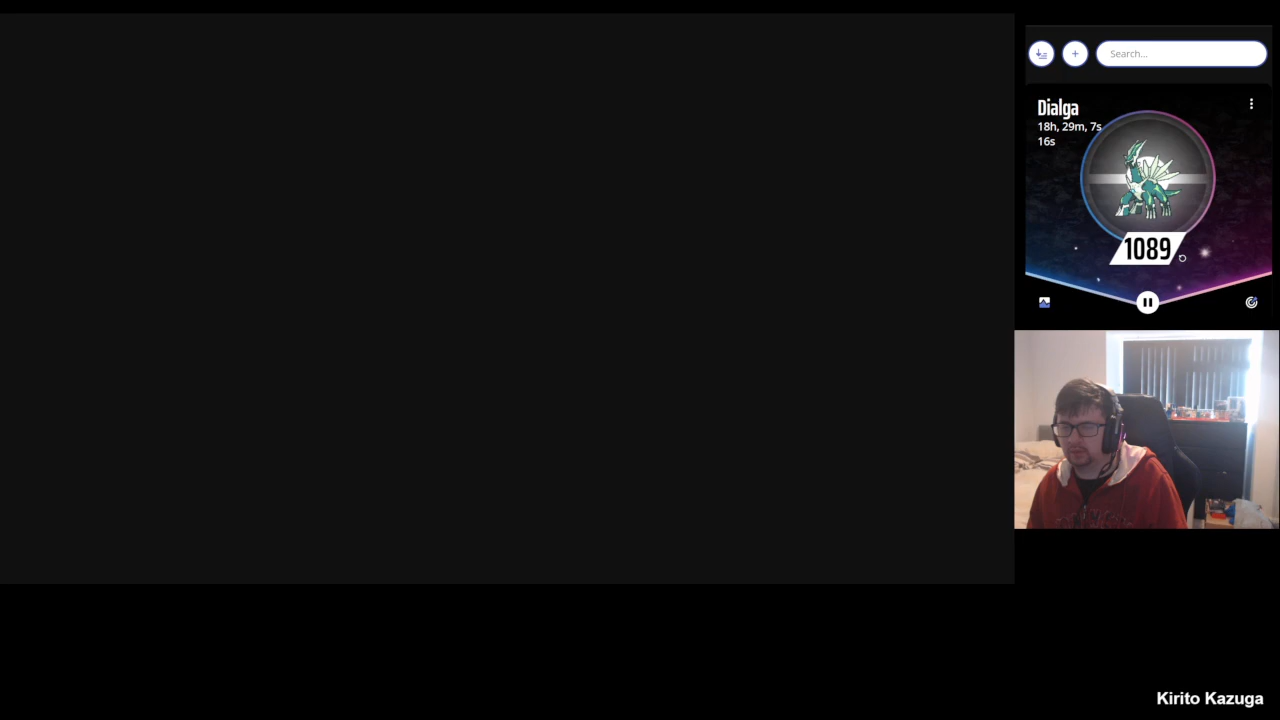 Search...
Dialga
18h, 29m, 7s
16s
1089
Kirito Kazuga